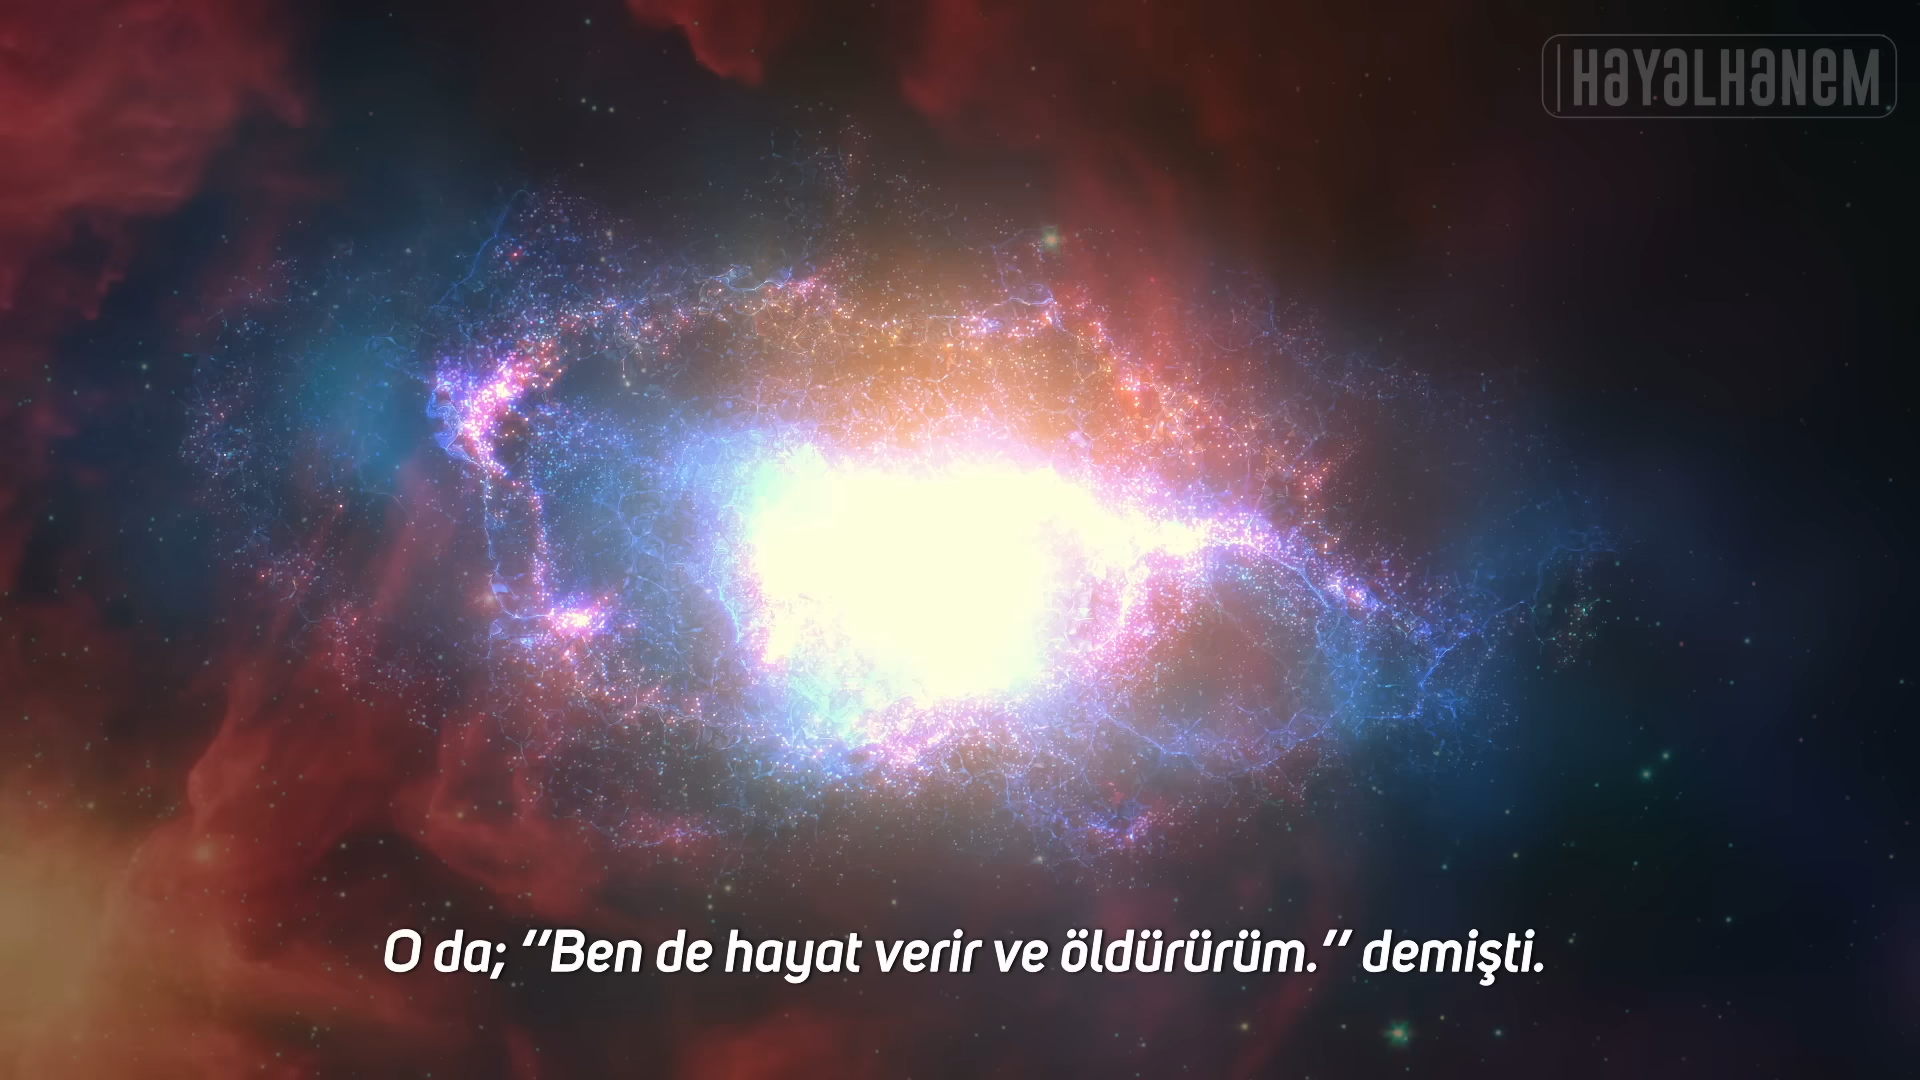 HAYALHANEM
O da; ‘‘Ben de hayat verir ve öldürürüm.’’ demişti.